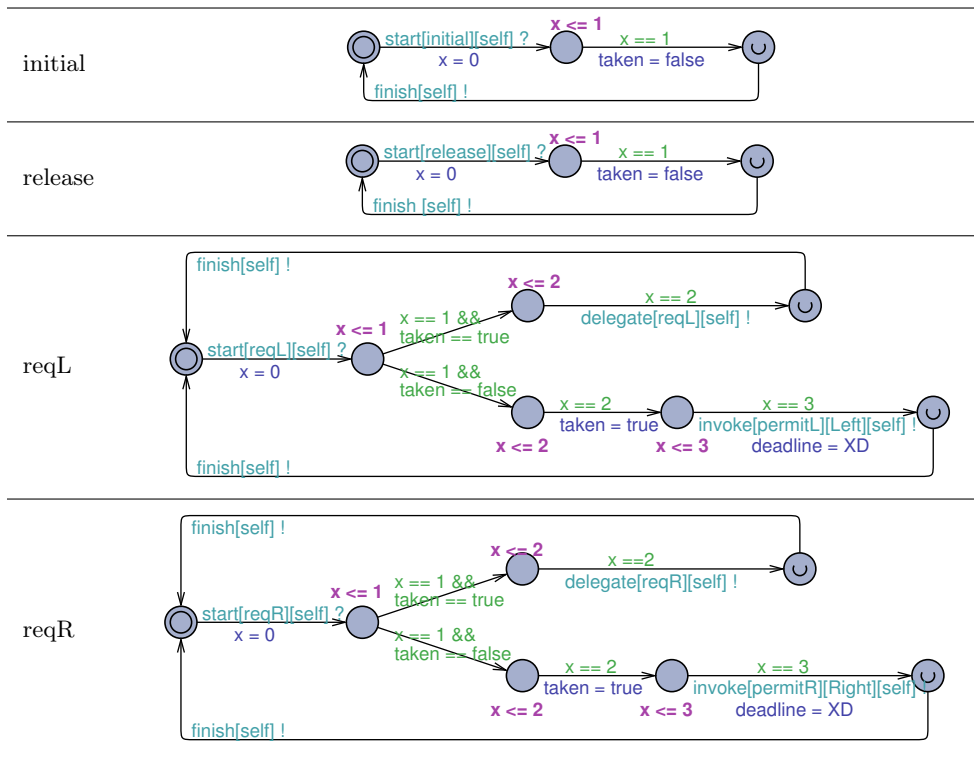 x <= 1
start[initial][self] ?
x == 1
initial
x = 0
taken = false
finish[self] !
x <= 1
start[release][self] ?
x == 1
release
x = 0
taken = false
finish [self] !
finish[self] !
x <= 2
x == 2
delegate[reqL][self] !
x <= 1
x == 1 &&
taken == true
start[reqL][self] ?
reqL
x = 0
x == 1 &&
taken == false
x == 2
x == 3
taken = true
invoke[permitL][Left][self] !
x <= 2
x <= 3
deadline = XD
finish[self] !
finish[self] !
x <= 2
x ==2
delegate[reqR][self] !
x <= 1
x == 1 &&
taken == true
start[reqR][self] ?
reqR
x = 0
x == 1 &&
taken == false
x == 2
x == 3
taken = true
invoke[permitR][Right][self] !
x <= 2
x <= 3
deadline = XD
finish[self] !